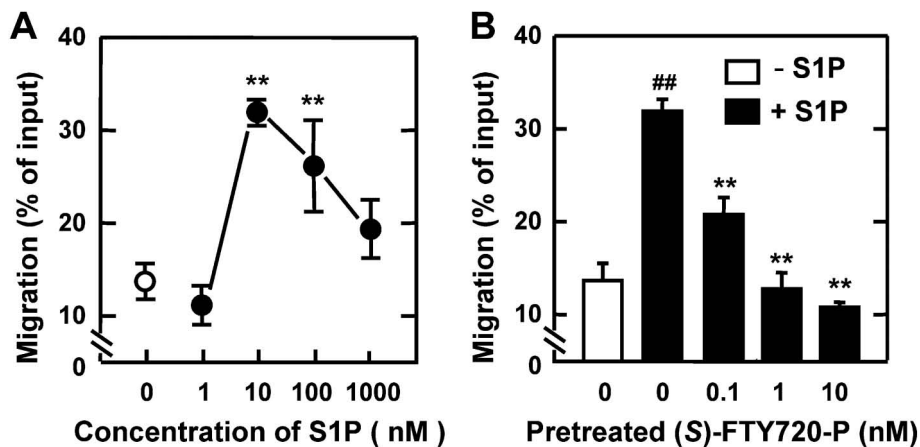 A
Migration (% of input)
40
30
20
10
0
**
**
0 1 10 100 1000
Concentration of S1P ( nM)
B
Migration (% of input)
40
30
20
10
0
- S1P
+ S1P
##
**
**
**
0 0 0.1 1 10
Pretreated (S)-FTY720-P (nM)